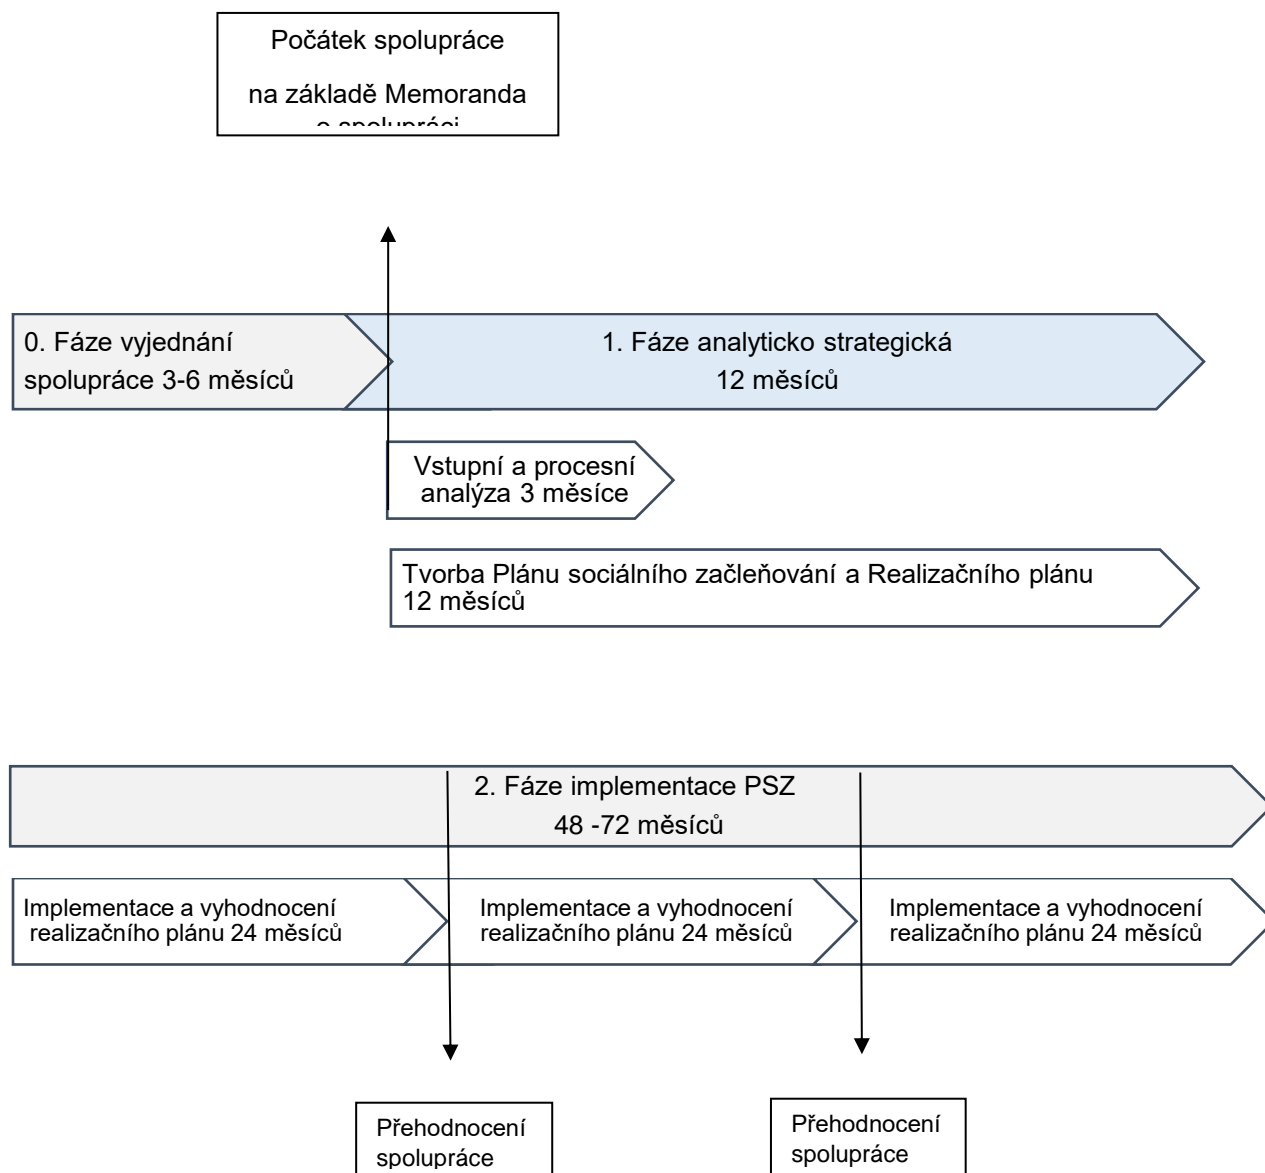 Počátek spolupráce
na základě Memoranda
o spolupráci
0. Fáze vyjednání
spolupráce 3-6 měsíců
1. Fáze analyticko strategická
12 měsíců
Vstupní a procesní
analýza 3 měsíce
Tvorba Plánu sociálního začleňování a Realizačního plánu
12 měsíců
2. Fáze implementace PSZ
48 -72 měsíců
Implementace a vyhodnocení
realizačního plánu 24 měsíců
Implementace a vyhodnocení
realizačního plánu 24 měsíců
Implementace a vyhodnocení
realizačního plánu 24 měsíců
Přehodnocení
spolupráce
Přehodnocení
spolupráce